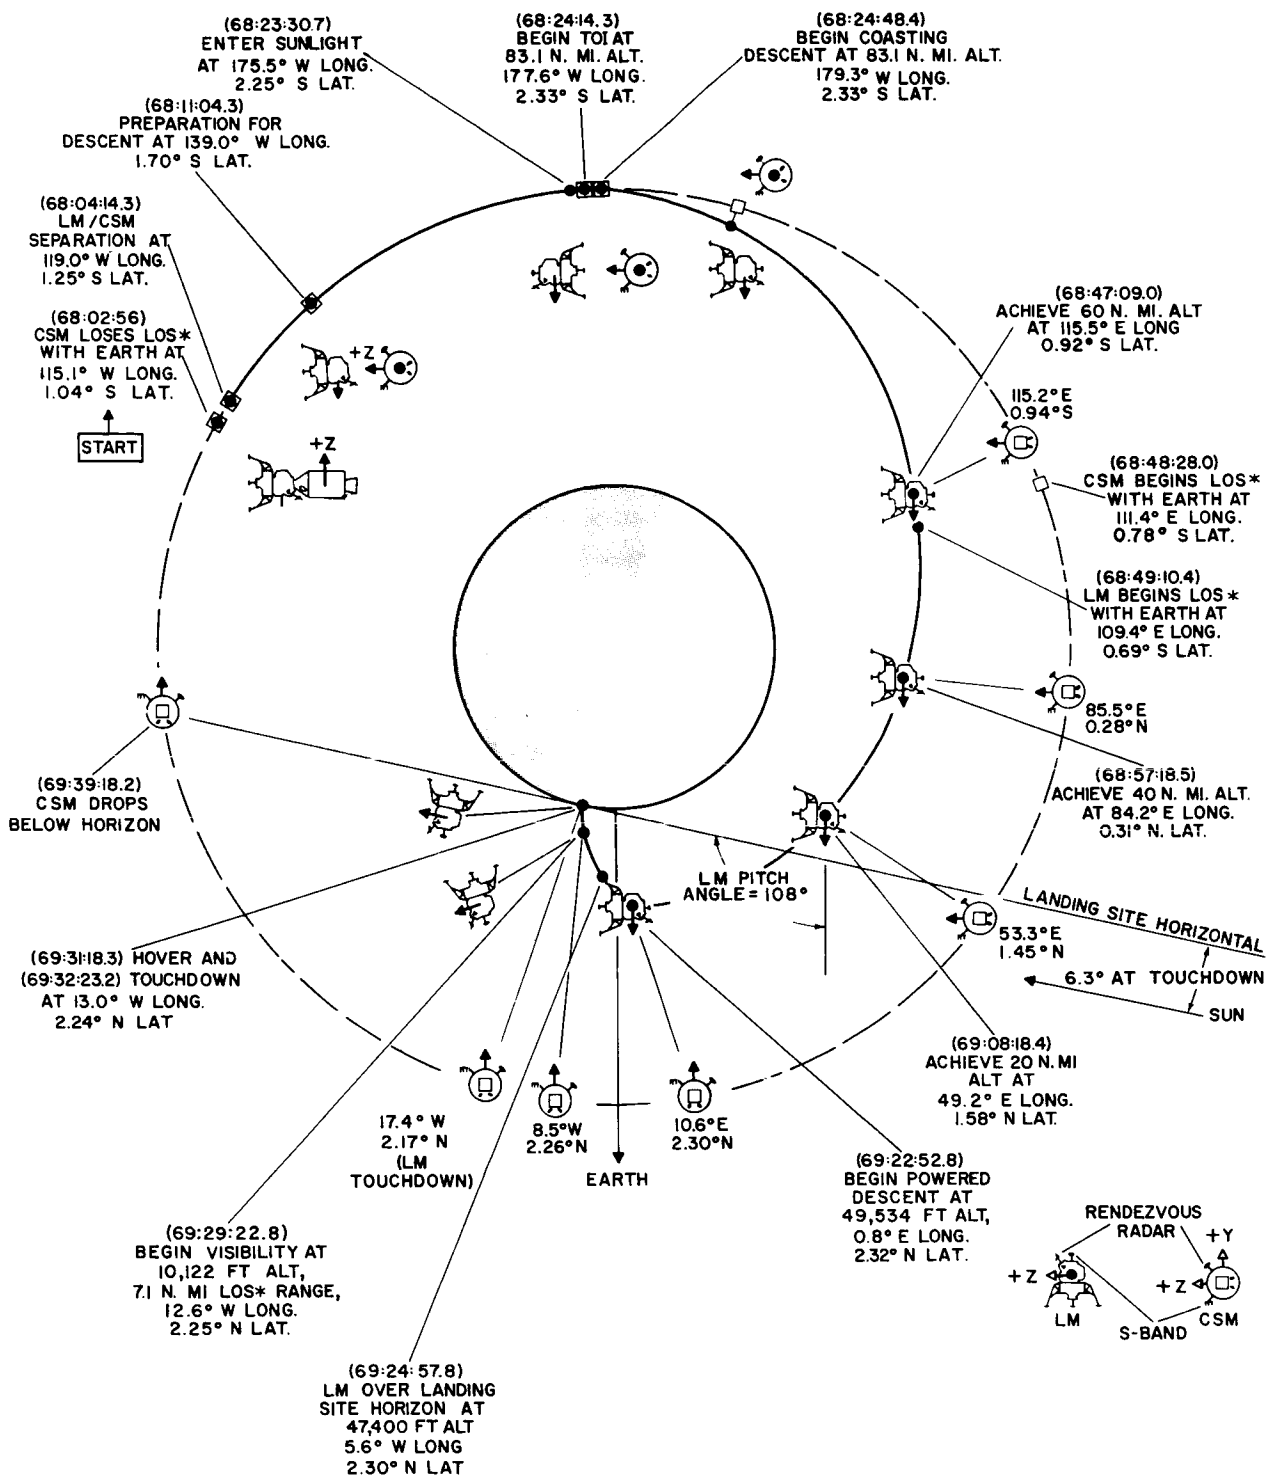 (68:23:30.7)
ENTER SUNLIGHT
AT 175.5° W LONG.
2.25° S LAT.
(68:24:14.3)
BEGIN TOI AT
83.1 N. MI. ALT.
177.6° W LONG.
2.33° S LAT.
(68:24:48.4)
BEGIN COASTING
DESCENT AT 83.1 N. MI. ALT.
179.3° W LONG.
2.33° S LAT.
(68:11:04.3)
PREPARATION FOR
DESCENT AT 139.0° W LONG.
1.70° S LAT.
(68:04:14.3)
LM/CSM
SEPARATION AT
119.0° W LONG.
1.25° S LAT.
(68:02:56)
CSM LOSES LOS*
WITH EARTH AT
115.1° W LONG.
1.04° S LAT.
START
+Z
+Z
(68:47:09.0)
ACHIEVE 60 N. MI. ALT
AT 115.5° E LONG
0.92° S LAT.
115.2°E
0.94°S
(68:48:28.0)
CSM BEGINS LOS*
WITH EARTH AT
111.4° E LONG.
0.78° S LAT.
(68:49:10.4)
LM BEGINS LOS*
WITH EARTH AT
109.4° E LONG.
0.69° S LAT.
85.5°E
0.28°N
(68:57:18.5)
ACHIEVE 40 N. MI. ALT.
AT 84.2° E LONG.
0.31° N. LAT.
(69:39:18.2)
CSM DROPS
BELOW HORIZON
LM PITCH
ANGLE=108°
LANDING SITE HORIZONTAL
53.3°E
1.45°N
6.3° AT TOUCHDOWN
SUN
(69:31:18.3) HOVER AND
(69:32:23.2) TOUCHDOWN
AT 13.0° W LONG.
2.24° N LAT
(69:08:18.4)
ACHIEVE 20 N. MI
ALT AT
49.2° E LONG.
1.58° N LAT.
17.4° W
2.17° N
(LM
TOUCHDOWN)
8.5°W
2.26°N
10.6°E
2.30°N
EARTH
(69:22:52.8)
BEGIN POWERED
DESCENT AT
49,534 FT ALT,
0.8° E LONG.
2.32° N LAT.
(69:29:22.8)
BEGIN VISIBILITY AT
10,122 FT ALT,
7.1 N. MI LOS* RANGE,
12.6° W LONG.
2.25° N LAT.
(69:24:57.8)
LM OVER LANDING
SITE HORIZON AT
47,400 FT ALT
5.6° W LONG
2.30° N LAT
RENDEZVOUS
RADAR
+Y
+Z
+Z
LM
CSM
S-BAND